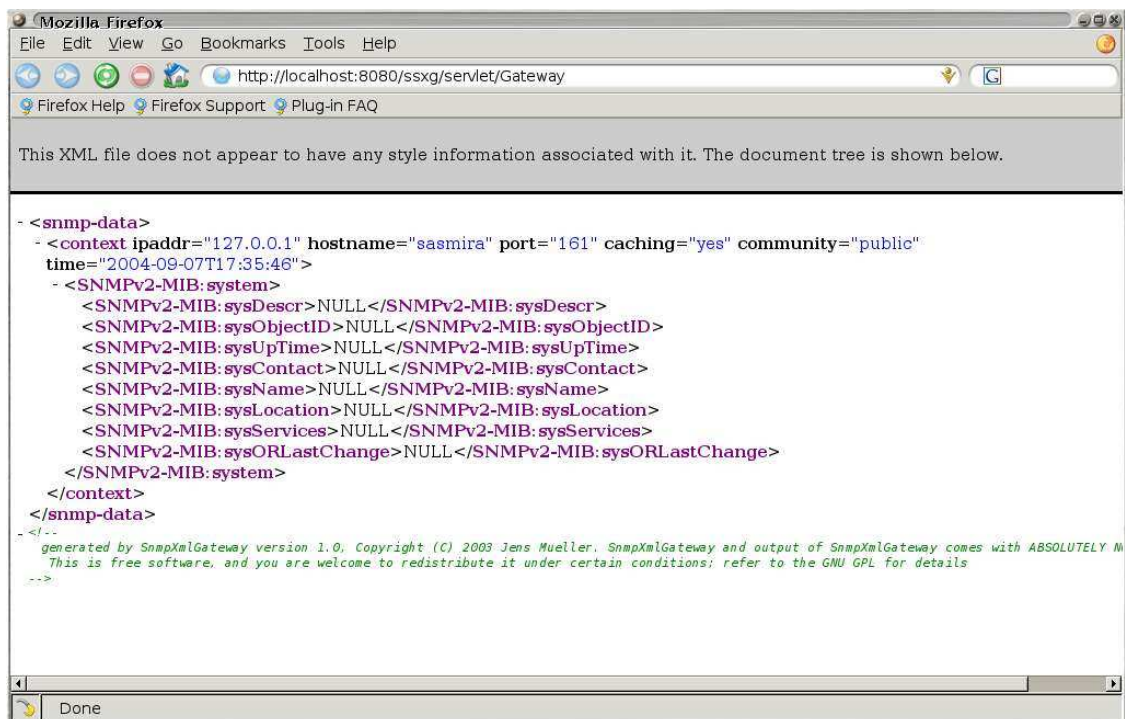 Mozilla Firefox
File Edit View Go Bookmarks Tools Help
http://localhost:8080/ssxg/servlet/Gateway G
Firefox Help Firefox Support Plug-in FAQ
This XML file does not appear to have any style information associated with it. The document tree is shown below.
- <snmp-data>
- <context ipaddr="127.0.0.1" hostname="sasmira" port="161" caching="yes" community="public"
time="2004-09-07T17:35:46">
- <SNMPv2-MIB:system>
<SNMPv2-MIB:sysDescr>NULL</SNMPv2-MIB:sysDescr>
<SNMPv2-MIB:sysObjectID>NULL</SNMPv2-MIB:sysObjectID>
<SNMPv2-MIB:sysUpTime>NULL</SNMPv2-MIB:sysUpTime>
<SNMPv2-MIB:sysContact>NULL</SNMPv2-MIB:sysContact>
<SNMPv2-MIB:sysName>NULL</SNMPv2-MIB:sysName>
<SNMPv2-MIB:sysLocation>NULL</SNMPv2-MIB:sysLocation>
<SNMPv2-MIB:sysServices>NULL</SNMPv2-MIB:sysServices>
<SNMPv2-MIB:sysORLastChange>NULL</SNMPv2-MIB:sysORLastChange>
</SNMPv2-MIB:system>
</context>
</snmp-data>
- <!--
generated by SnmpXmlGateway version 1.0, Copyright (C) 2003 Jens Mueller. SnmpXmlGateway and output of SnmpXmlGateway comes with ABSOLUTELY
This is free software, and you are welcome to redistribute it under certain conditions; refer to the GNU GPL for details
-->
Done